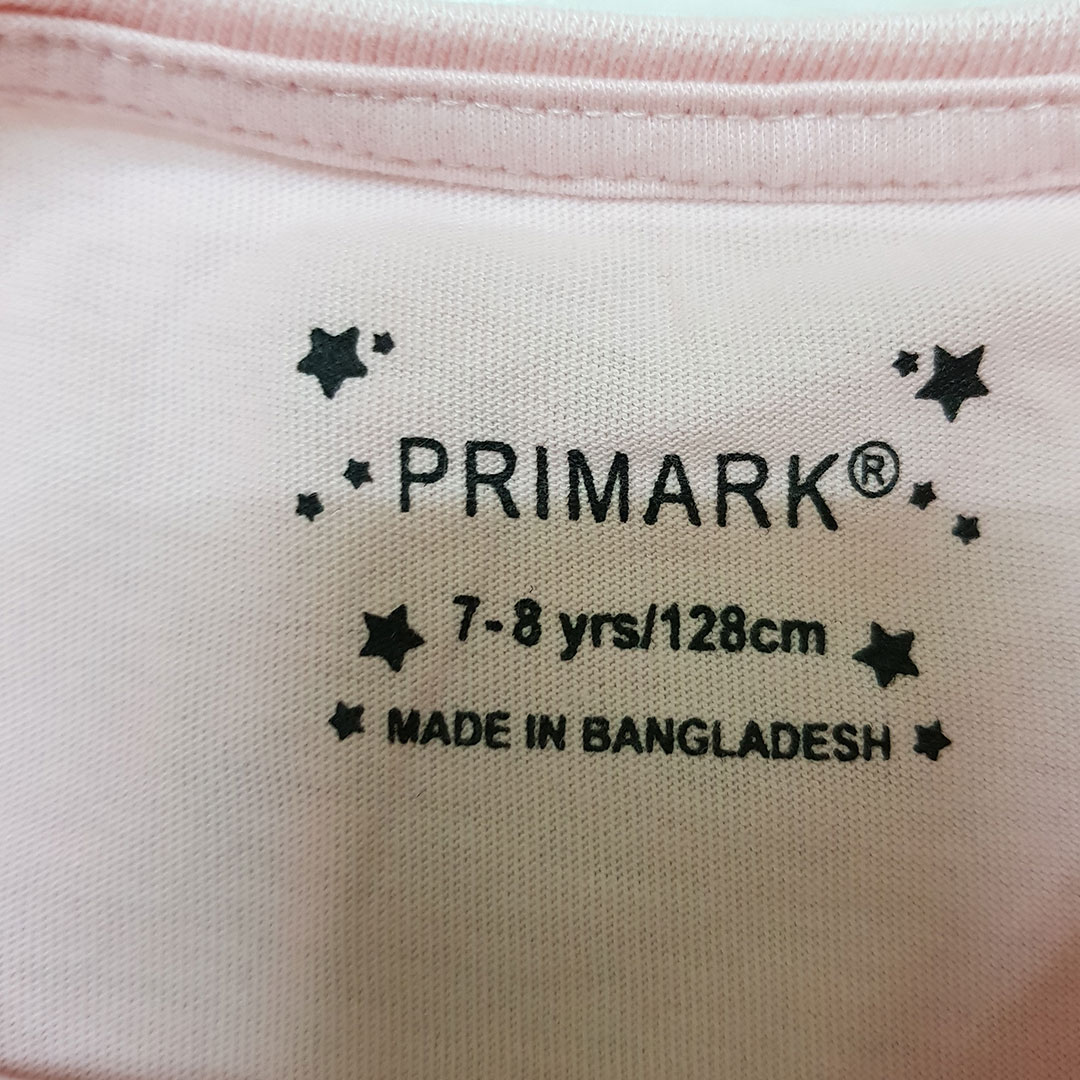 PRIMARK®
7-8 yrs/128cm
MADE IN BANGLADESH